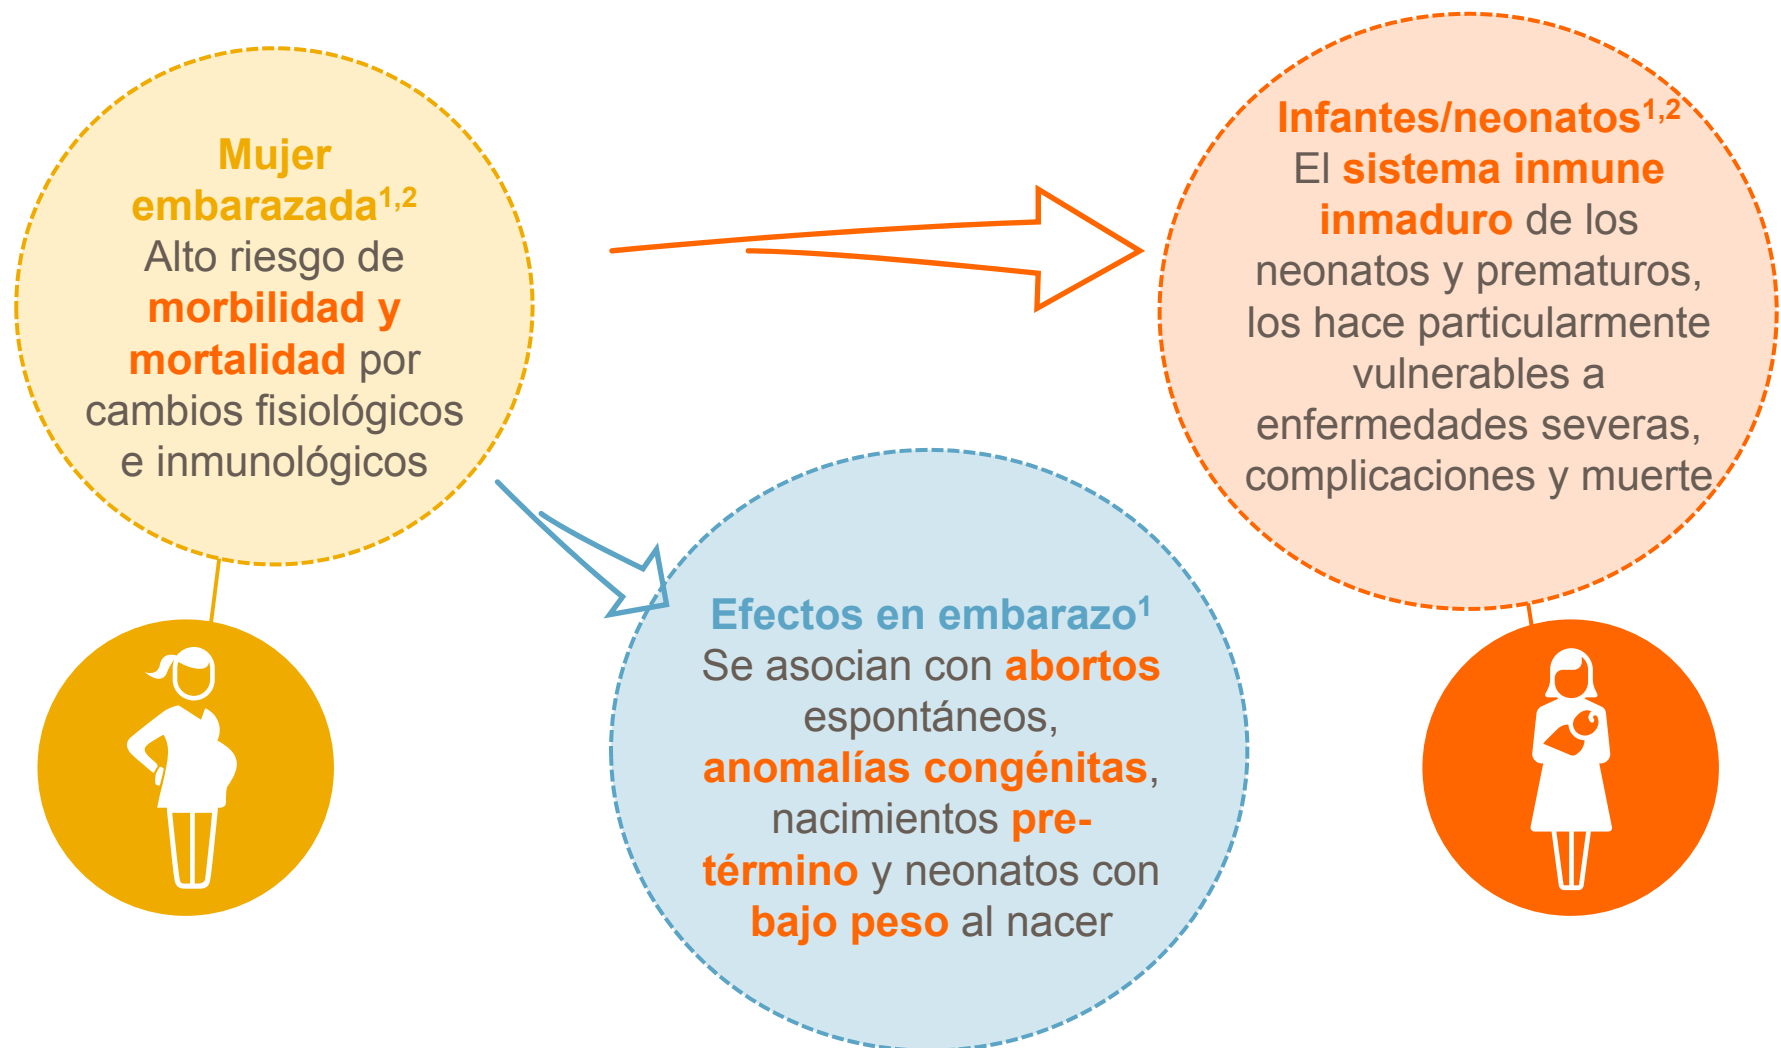 Mujer
embarazada1,2
Alto riesgo de
morbilidad y
mortalidad por
cambios fisiológicos
e inmunológicos
Infantes/neonatos1,2
El sistema inmune
inmaduro de los
neonatos y prematuros,
los hace particularmente
vulnerables a
enfermedades severas,
complicaciones y muerte
Efectos en embarazo1
Se asocian con abortos
espontáneos,
anomalías congénitas,
nacimientos pre-
término y neonatos con
bajo peso al nacer